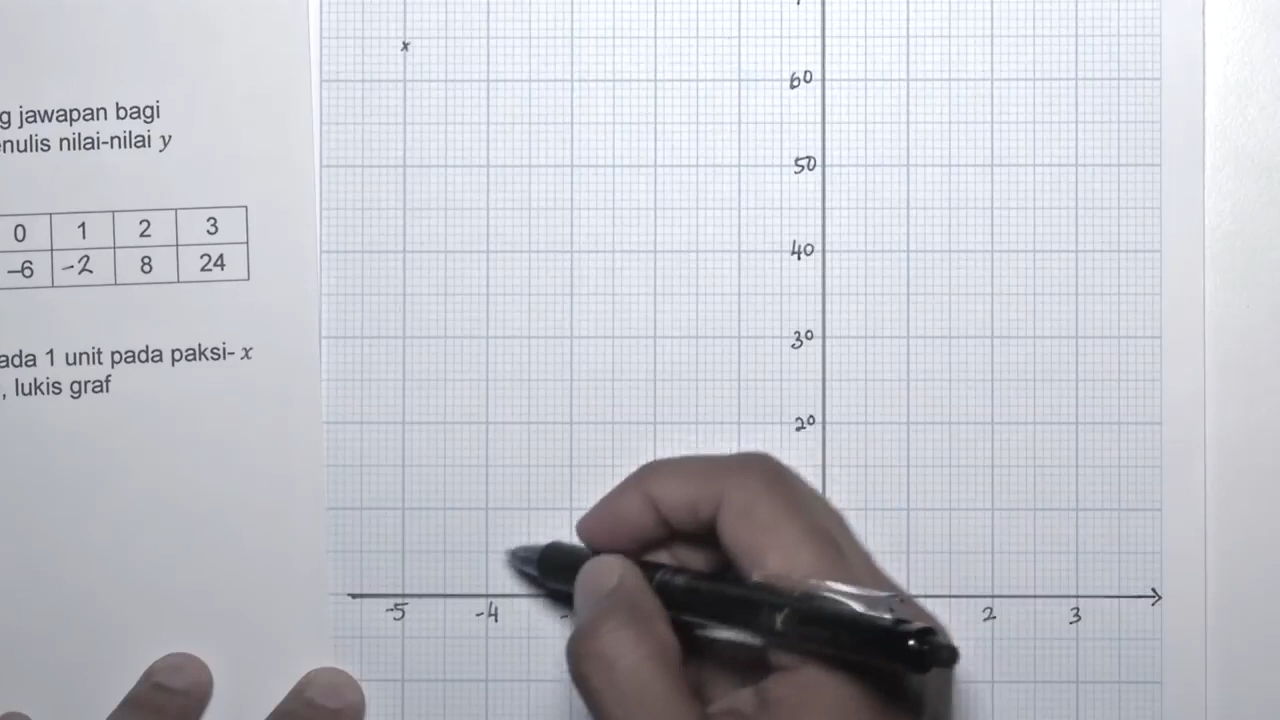 g jawapan bagi
enulis nilai-nilai y
0 1 2 3
–6 -2 8 24
ada 1 unit pada paksi- x
, lukis graf
x
60
50
40
30
20
-5 -4 - 2 3